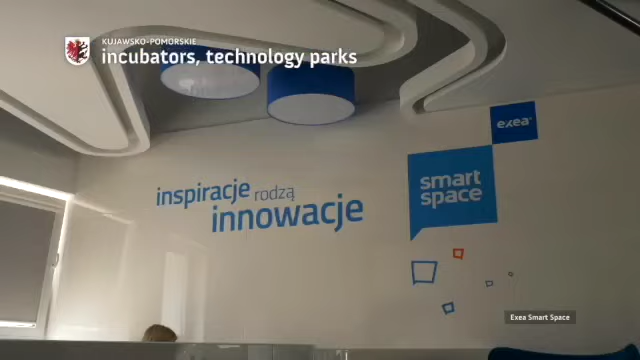 KUJAWSKO-POMORSKIE
incubators, technology parks
exea
inspiracje rodzą
innowacje
smart
space
Exea Smart Space